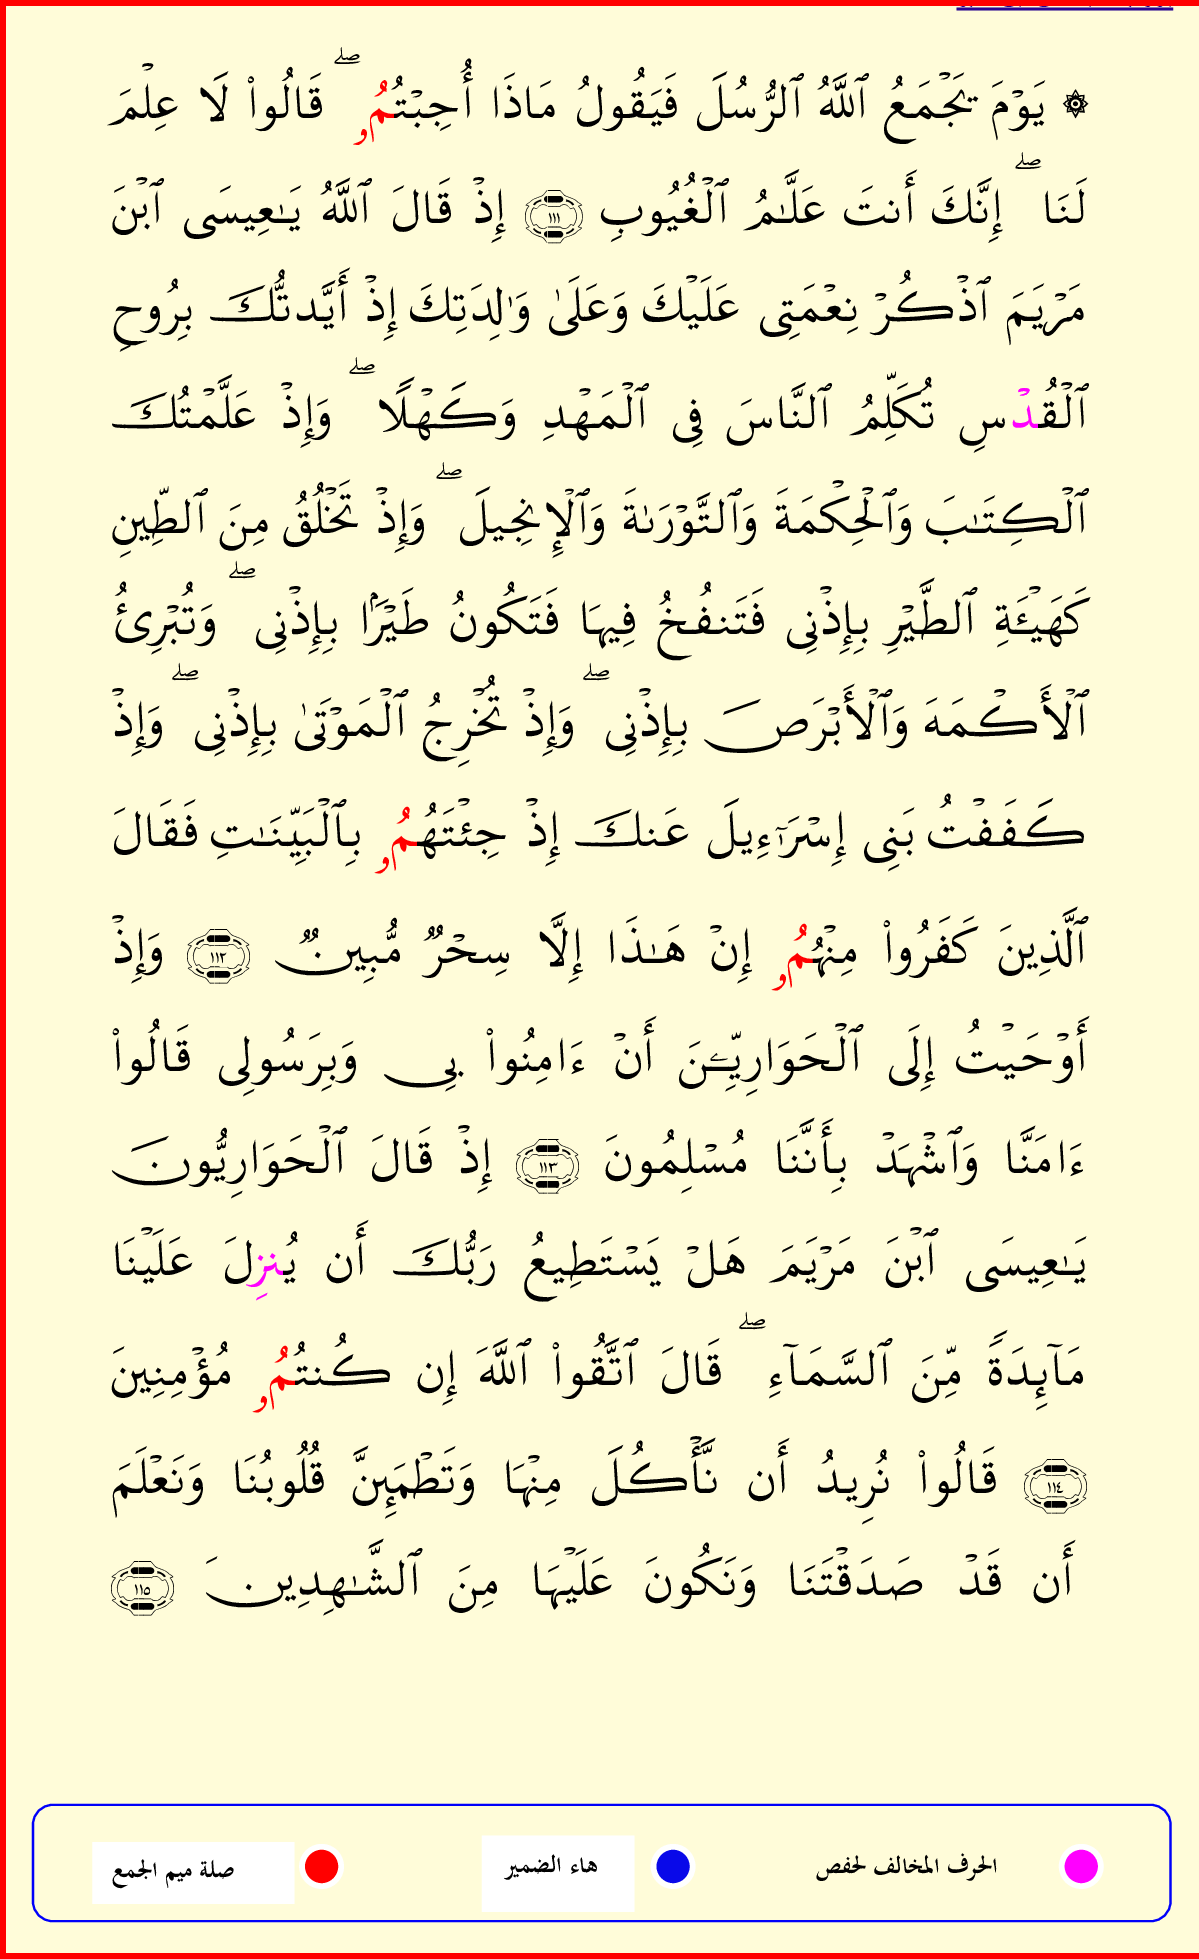 ۞ يَوۡمَ يَجۡمَعُ ٱللَّهُ ٱلرُّسُلَ فَيَقُولُ مَاذَا أُجِبۡتُمُۥ ۖ قَالُواْ لَا عِلۡمَ
لَنَا ۖ إِنَّكَ أَنتَ عَلَّـٰمُ ٱلۡغُيُوبِ ١١١ إِذۡ قَالَ ٱللَّهُ يَـٰعِيسَى ٱبۡنَ
مَرۡيَمَ ٱذۡكُرۡ نِعۡمَتِى عَلَيۡكَ وَعَلَىٰ وَٰلِدَتِكَ إِذۡ أَيَّدتُّكَ بِرُوحِ
ٱلۡقُدۡسِ تُكَلِّمُ ٱلنَّاسَ فِى ٱلۡمَهۡدِ وَكَهۡلًا ۖ وَإِذۡ عَلَّمۡتُكَ
ٱلۡكِتَـٰبَ وَٱلۡحِكۡمَةَ وَٱلتَّوۡرَىٰةَ وَٱلۡإِنجِيلَ ۖ وَإِذۡ تَخۡلُقُ مِنَ ٱلطِّينِ
كَهَيۡـَٔةِ ٱلطَّيۡرِ بِإِذۡنِى فَتَنفُخُ فِيهَا فَتَكُونُ طَيۡرَۢا بِإِذۡنِى ۖ وَتُبۡرِئُ
ٱلۡأَكۡمَهَ وَٱلۡأَبۡرَصَ بِإِذۡنِى ۖ وَإِذۡ تُخۡرِجُ ٱلۡمَوۡتَىٰ بِإِذۡنِى ۖ وَإِذۡ
كَفَفۡتُ بَنِى إِسۡرَـٰٓءِيلَ عَنكَ إِذۡ جِئۡتَهُمُۥ بِٱلۡبَيِّنَـٰتِ فَقَالَ
ٱلَّذِينَ كَفَرُواْ مِنۡهُمُۥ إِنۡ هَـٰذَا إِلَّا سِحۡرٌ مُّبِينٌ ١١٢ وَإِذۡ
أَوۡحَيۡتُ إِلَى ٱلۡحَوَارِيِّـۧنَ أَنۡ ءَامِنُواْ بِى وَبِرَسُولِى قَالُواْ
ءَامَنَّا وَٱشۡهَدۡ بِأَنَّنَا مُسۡلِمُونَ ١١٣ إِذۡ قَالَ ٱلۡحَوَارِيُّونَ
يَـٰعِيسَى ٱبۡنَ مَرۡيَمَ هَلۡ يَسۡتَطِيعُ رَبُّكَ أَن يُنزِلَ عَلَيۡنَا
مَآئِدَةً مِّنَ ٱلسَّمَآءِ ۖ قَالَ ٱتَّقُواْ ٱللَّهَ إِن كُنتُمُۥ مُؤۡمِنِينَ
١١٤ قَالُواْ نُرِيدُ أَن نَّأۡكُلَ مِنۡهَا وَتَطۡمَئِنَّ قُلُوبُنَا وَنَعۡلَمَ
أَن قَدۡ صَدَقۡتَنَا وَنَكُونَ عَلَيۡهَا مِنَ ٱلشَّـٰهِدِينَ ١١٥
الحرف المخالف لحفص هاء الضمير صلة ميم الجمع